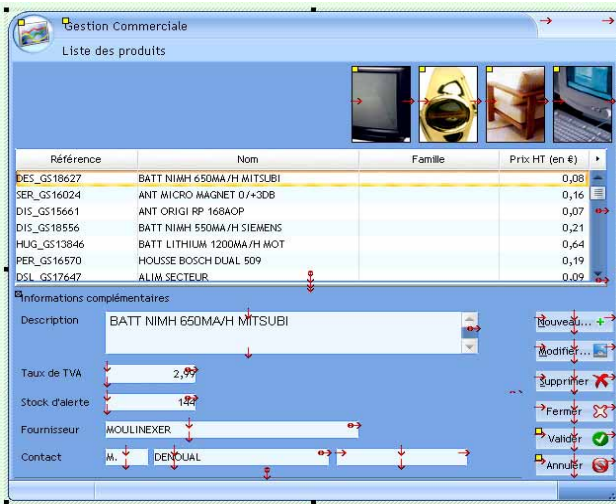 Gestion Commerciale
Liste des produits
Référence Nom Famille Prix HT (en €)
DES_GS18627 BATT NIMH 650MA/H MITSUBI 0,08
SER_GS16024 ANT MICRO MAGNET 0/+3DB 0,16
DIS_GS15661 ANT ORIGI RP 168AOP 0,07
DIS_GS18556 BATT NIMH 550MA/H SIEMENS 0,21
HUG_GS13846 BATT LITHIUM 1200MA/H MOT 0,64
PER_GS16570 HOUSSE BOSCH DUAL 509 0,19
DSL_GS17647 ALIM SECTEUR 0,09
Informations complémentaires
Description BATT NIMH 650MA/H MITSUBI
Nouveau...
Modifier...
Taux de TVA 2,99
Supprimer
Stock d'alerte 144
Fermer
Fournisseur MOULINEXER
Valider
Contact M. DENOUAL
Annuler